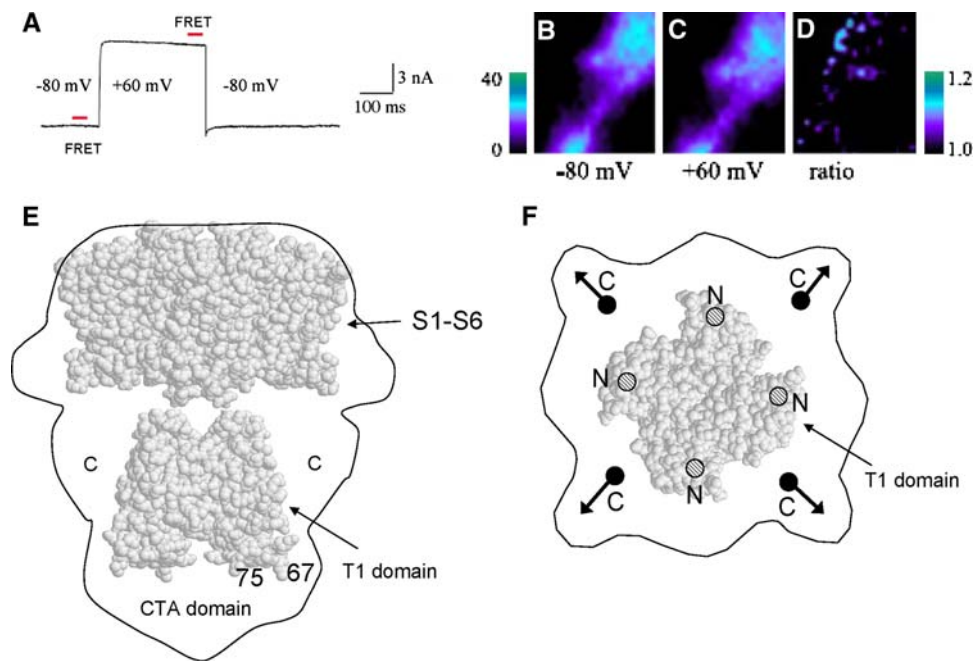 A
FRET
-80 mV
+60 mV
-80 mV
3 nA
100 ms
FRET
B
C
D
40
0
1.2
1.0
-80 mV
+60 mV
ratio
E
S1-S6
C
C
T1 domain
75
67
CTA domain
F
C
C
N
N
N
N
C
C
T1 domain